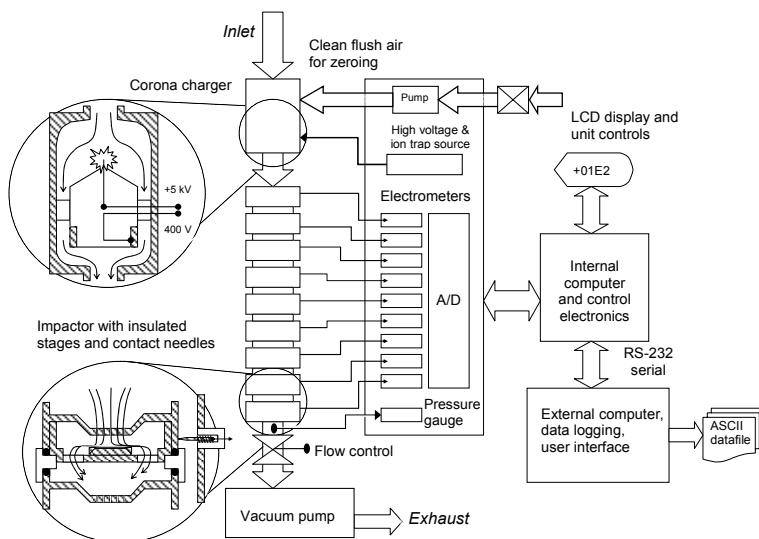 Inlet
Clean flush air
for zeroing
Corona charger
Pump
LCD display and
unit controls
High voltage &
ion trap source
+01E2
+5 kV
400 V
Electrometers
A/D
Internal
computer
and control
electronics
Impactor with insulated
stages and contact needles
RS-232
serial
Pressure
gauge
External computer,
data logging,
user interface
ASCII
datafile
Flow control
Vacuum pump
Exhaust